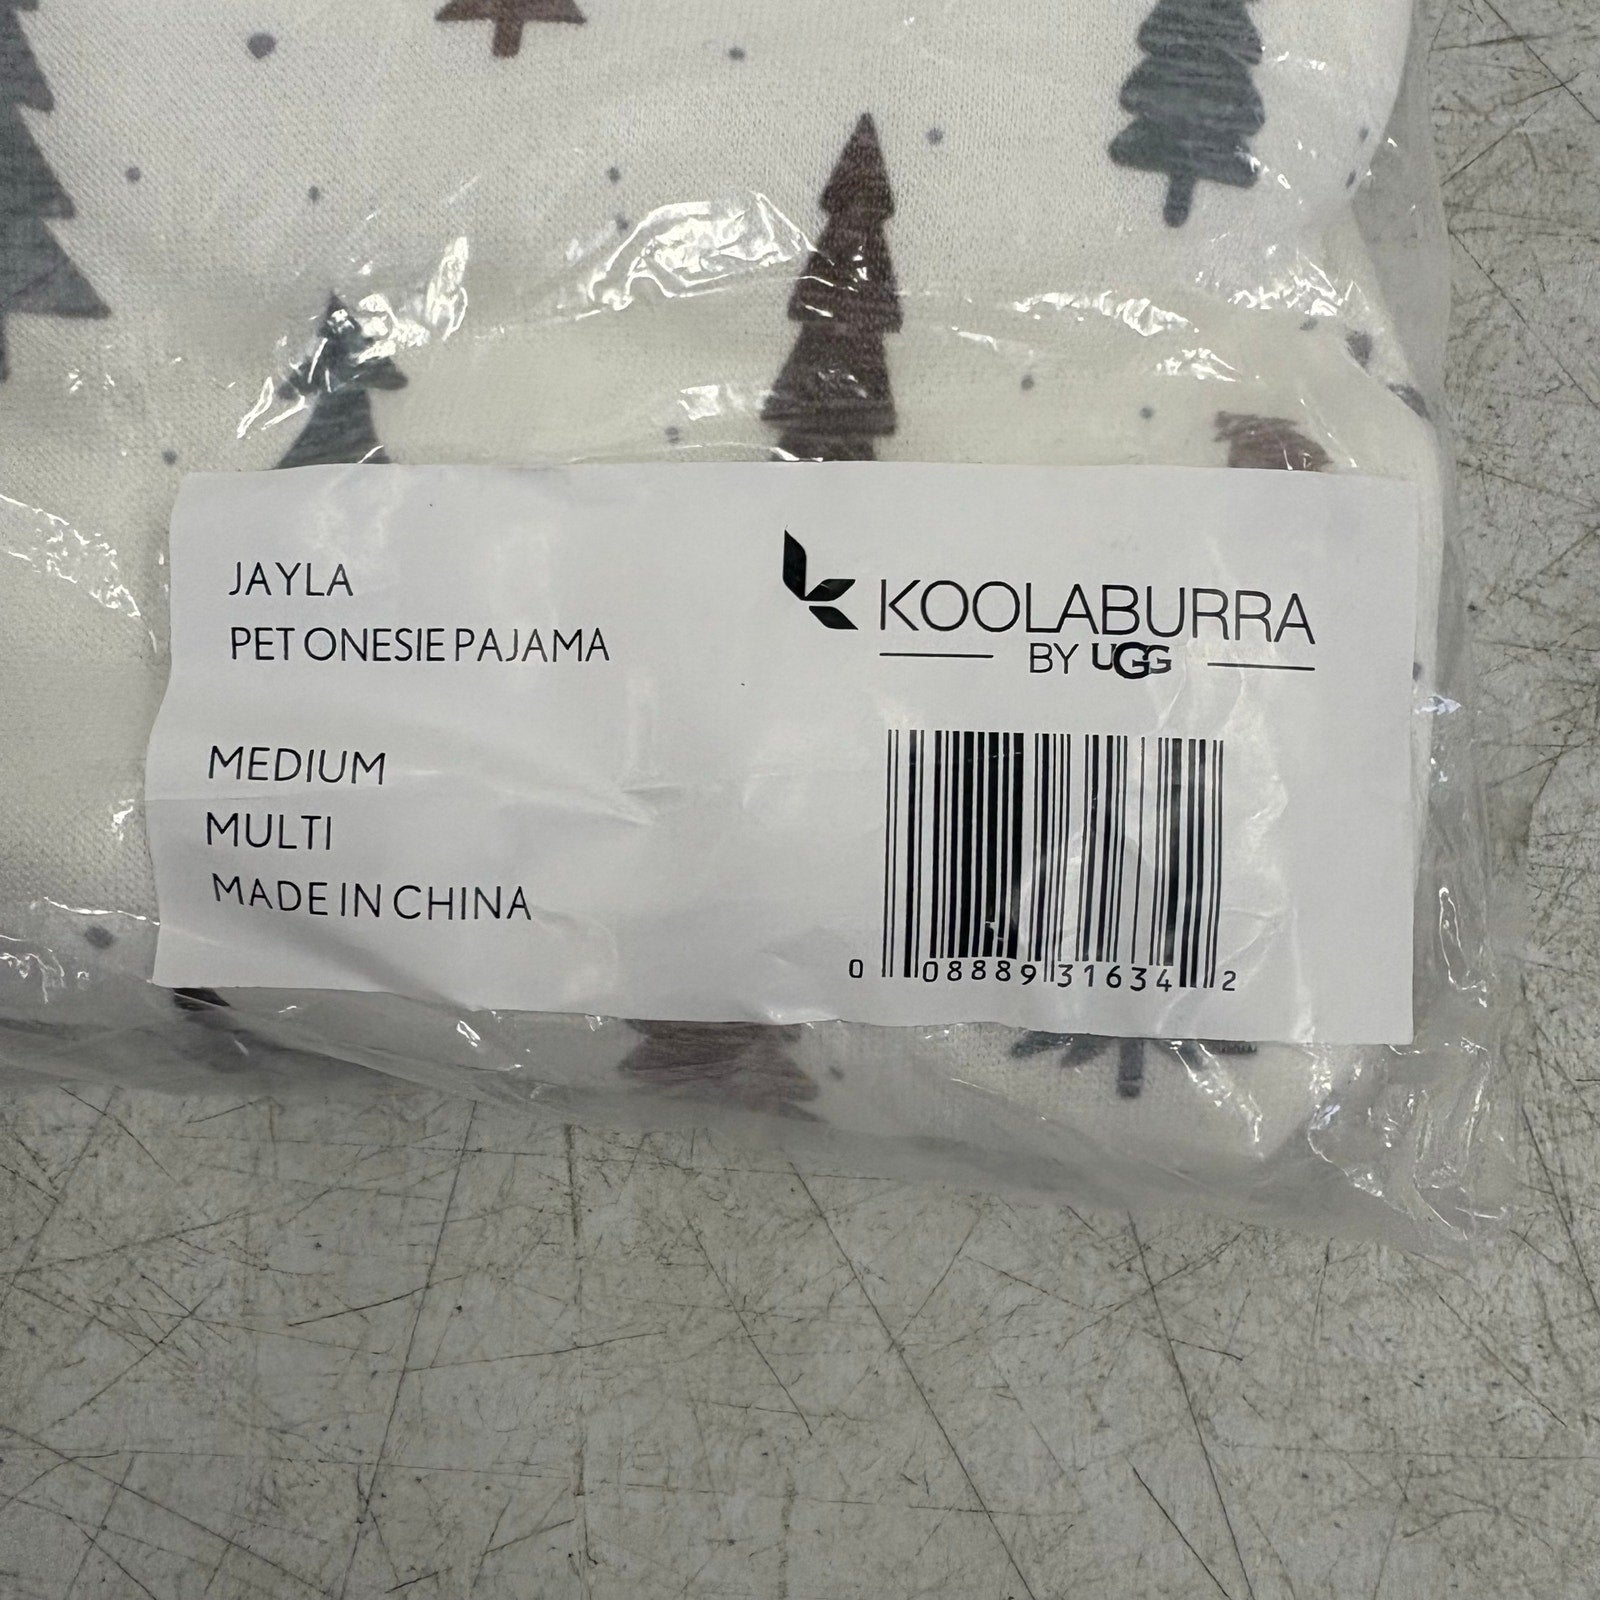 JAYLA
PET ONESIE PAJAMA
MEDIUM
MULTI
MADE IN CHINA
KOOLABURRA
BY UGG
0 08889 31634 2